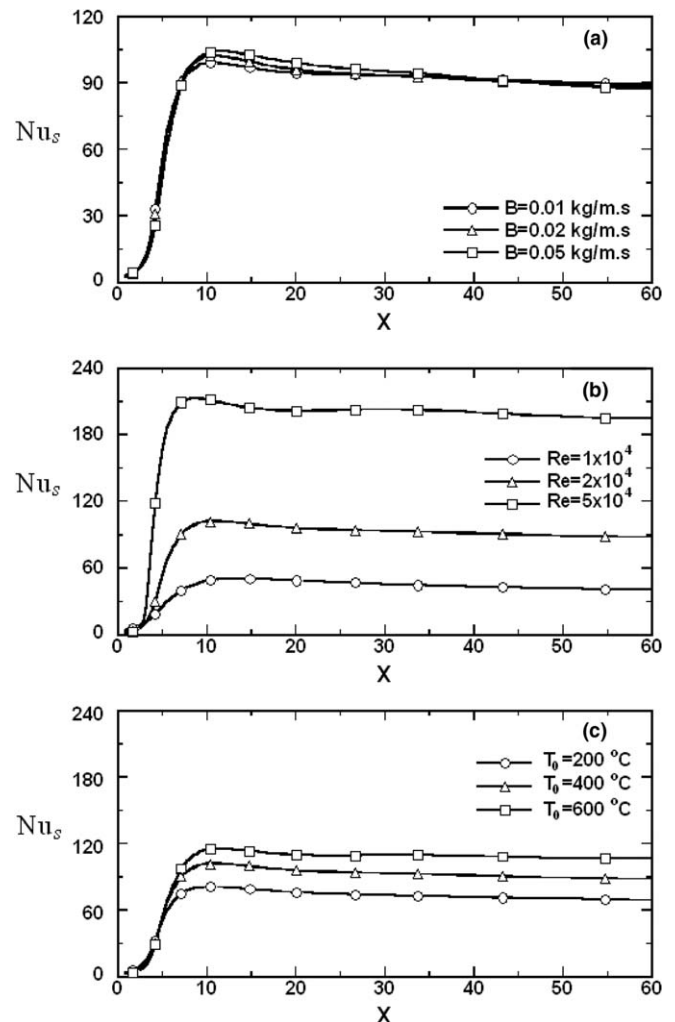 (a)
120
90
Nuₛ
60
30
0
B=0.01 kg/m.s
B=0.02 kg/m.s
B=0.05 kg/m.s
0 10 20 30 40 50 60
X
(b)
240
180
Nuₛ
120
60
0
Re=1x10⁴
Re=2x10⁴
Re=5x10⁴
0 10 20 30 40 50 60
X
(c)
240
180
Nuₛ
120
60
0
T₀=200 °C
T₀=400 °C
T₀=600 °C
0 10 20 30 40 50 60
X